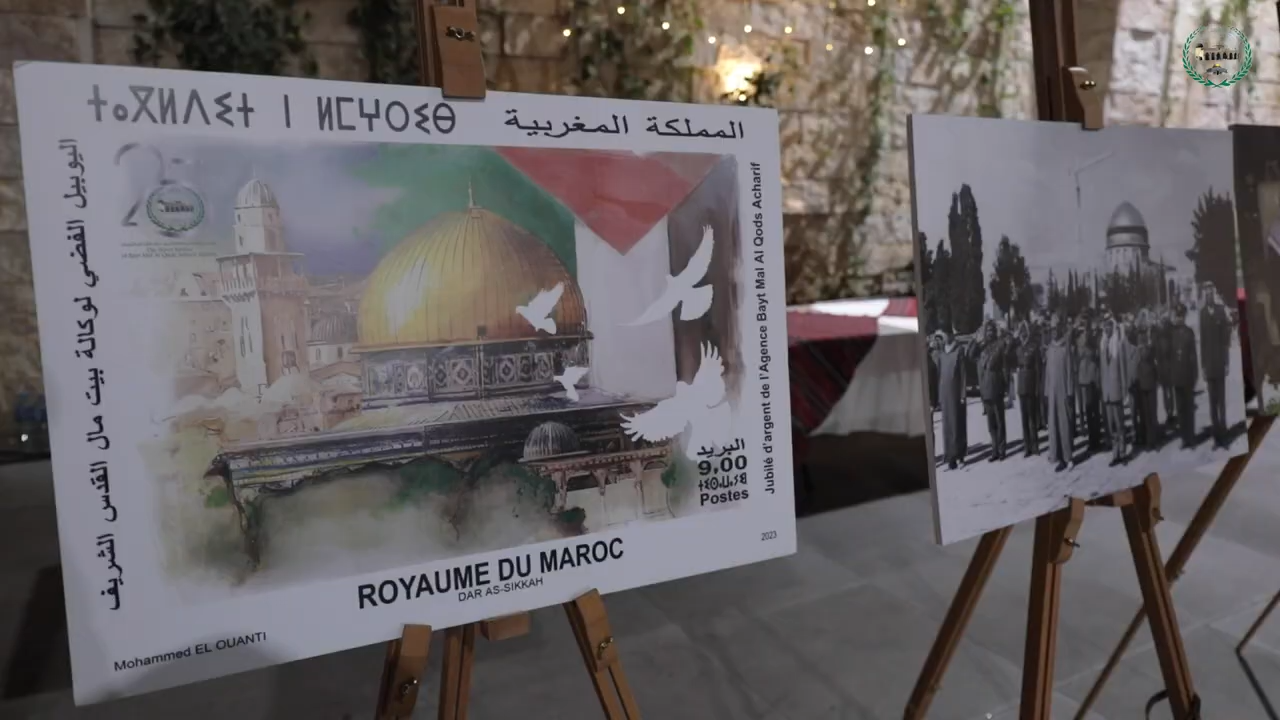 ⵜⴰⴳⵍⴷⵉⵜ ⵏ ⵍⵎⵖⵔⵉⴱ
المملكة المغربية
اليوبيل الفضي لوكالة بيت مال القدس الشريف
Jubilé d'argent de l'Agence Bayt Mal Al Qods Acharif
البريد
9,00
Postes
2023
ROYAUME DU MAROC
DAR AS-SIKKAH
Mohammed EL OUANTI